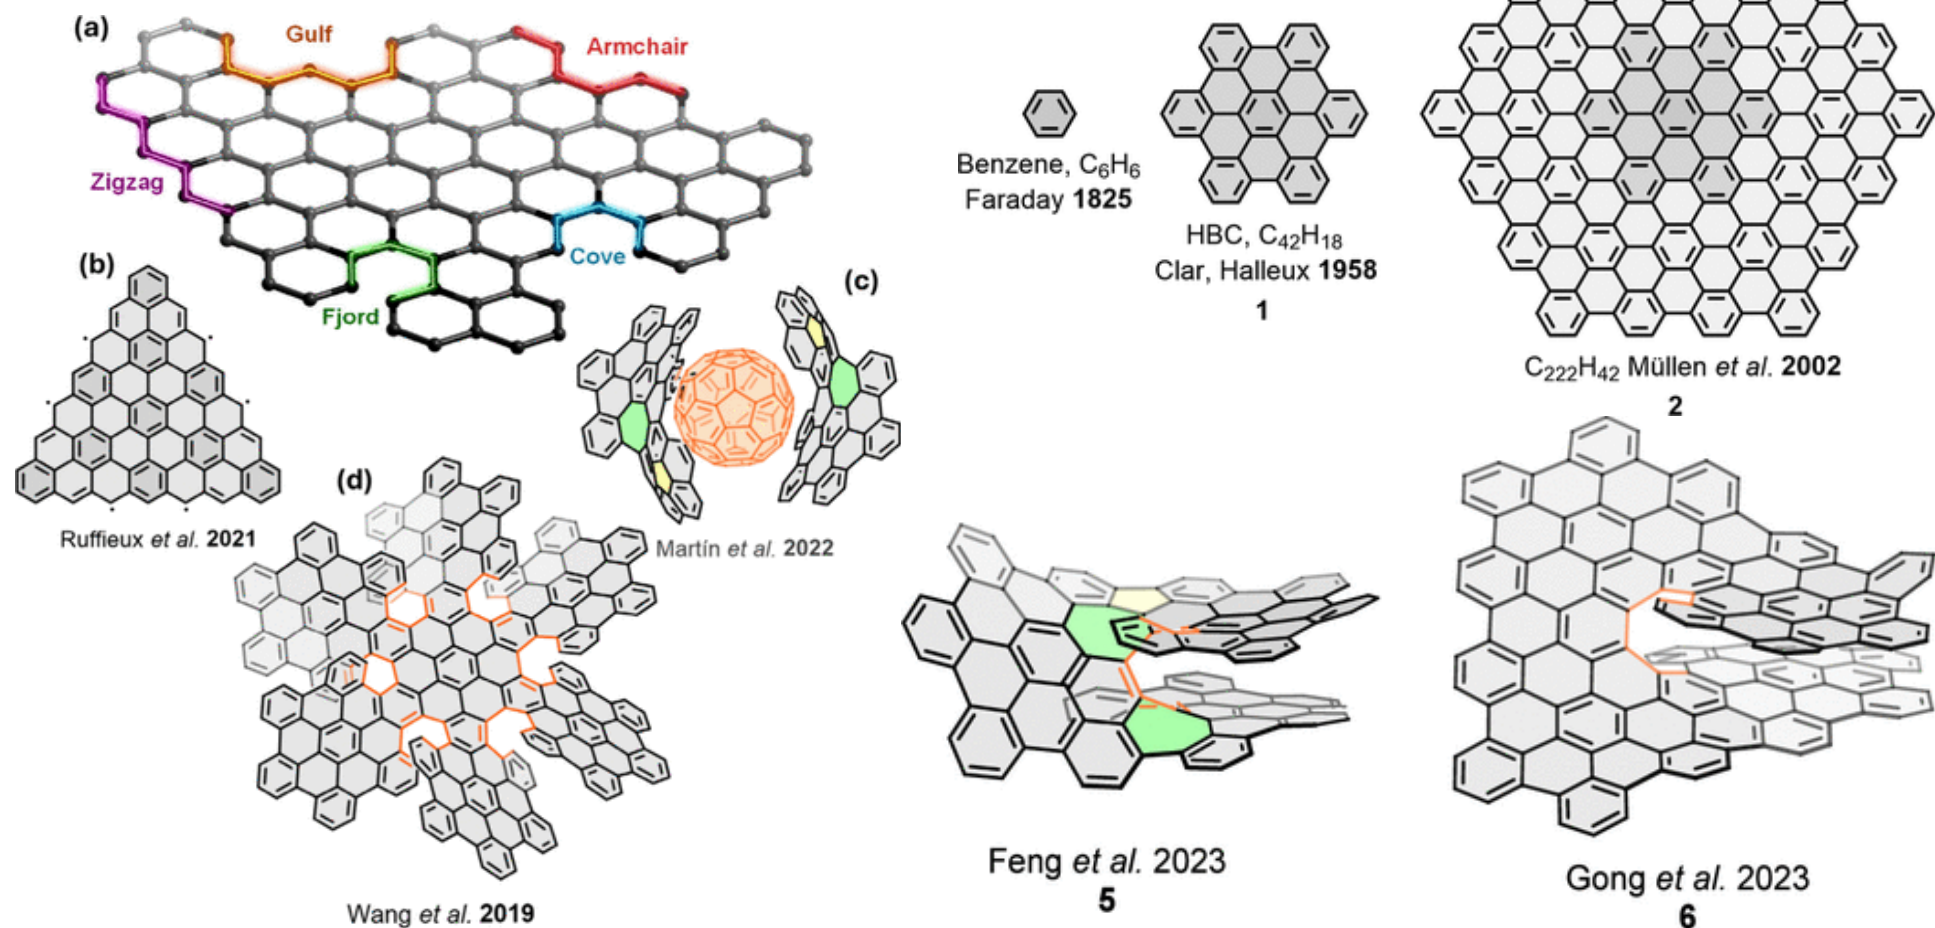 (a)
Gulf
Armchair
Zigzag
Cove
Fjord
(b)
Ruffieux et al. 2021
(c)
Martín et al. 2022
(d)
Wang et al. 2019
Benzene, C₆H₆
Faraday 1825
HBC, C₄₂H₁₈
Clar, Halleux 1958
1
C₂₂₂H₄₂ Müllen et al. 2002
2
Feng et al. 2023
5
Gong et al. 2023
6